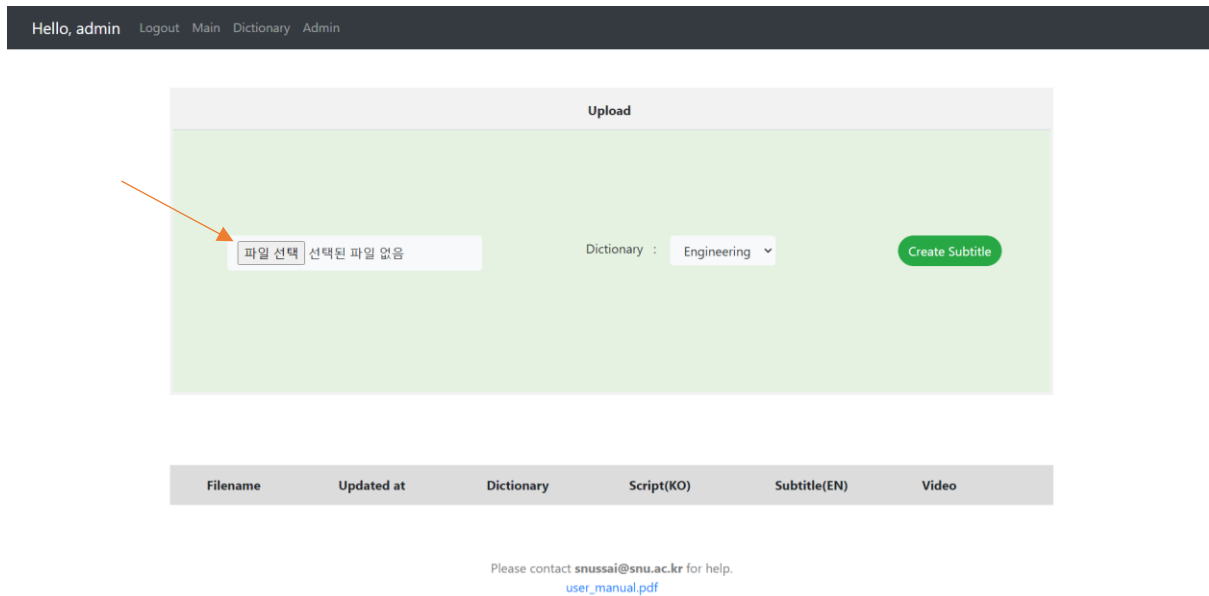 Hello, admin Logout Main Dictionary Admin
Upload
파일 선택 선택된 파일 없음 Dictionary : Engineering Create Subtitle
Filename Updated at Dictionary Script(KO) Subtitle(EN) Video
Please contact snussai@snu.ac.kr for help.
user_manual.pdf